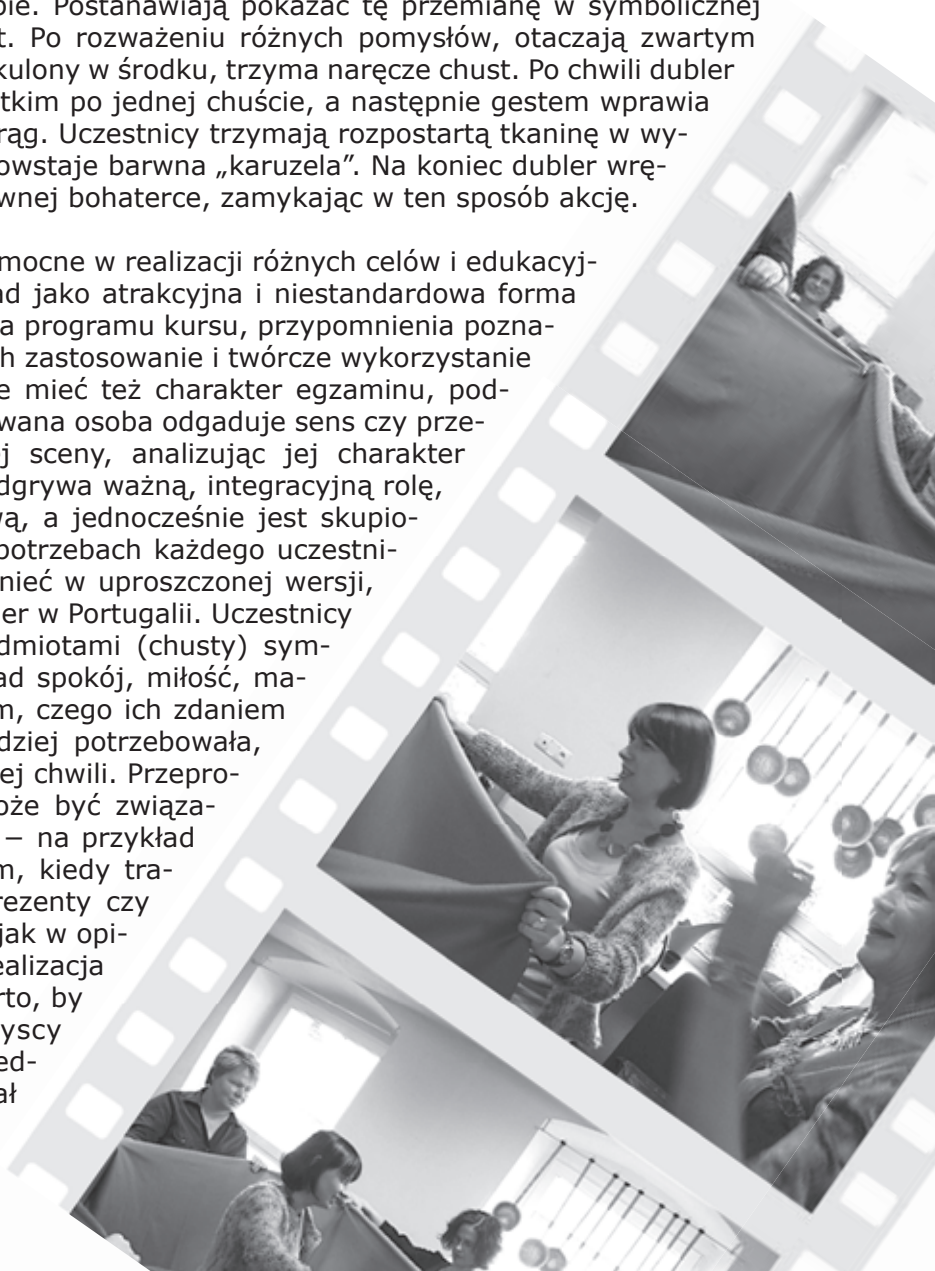 bie. Postanawiają pokazać tę przemianę w symbolicznej
t. Po rozważeniu różnych pomysłów, otaczają zwartym
kulony w środku, trzyma naręcze chust. Po chwili dubler
tkim po jednej chuście, a następnie gestem wprawia
rąg. Uczestnicy trzymają rozpostartą tkaninę w wy-
owstaje barwna „karuzela”. Na koniec dubler wrę-
wnej bohaterce, zamykając w ten sposób akcję.
mocne w realizacji różnych celów i edukacyj-
ad jako atrakcyjna i niestandardowa forma
a programu kursu, przypomnienia pozna-
h zastosowanie i twórcze wykorzystanie
e mieć też charakter egzaminu, pod-
wana osoba odgaduje sens czy prze-
ej sceny, analizując jej charakter
dgrywa ważną, integracyjną rolę,
wą, a jednocześnie jest skupio-
potrzebach każdego uczestni-
nieć w uproszczonej wersji,
er w Portugalii. Uczestnicy
dmiotami (chusty) sym-
ad spokój, miłość, ma-
m, czego ich zdaniem
dziej potrzebowała,
ej chwili. Przepro-
oże być związa-
– na przykład
m, kiedy tra-
rezenty czy
jak w opi-
ealizacja
rto, by
yscy
ed-
ał